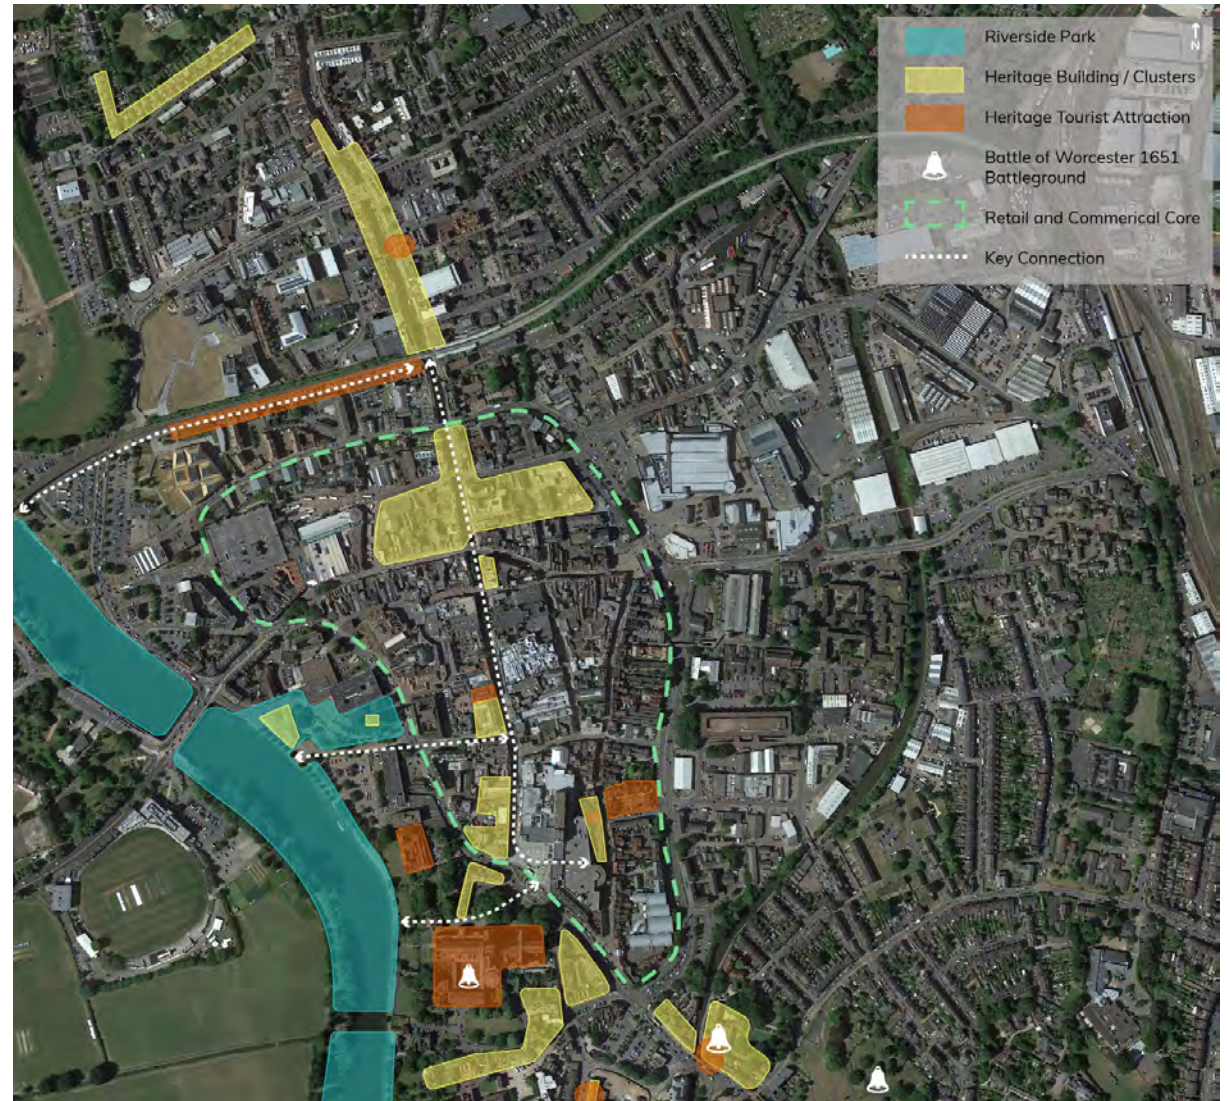 Riverside Park
N
Heritage Building / Clusters
Heritage Tourist Attraction
Battle of Worcester 1651
Battleground
Retail and Commerical Core
Key Connection